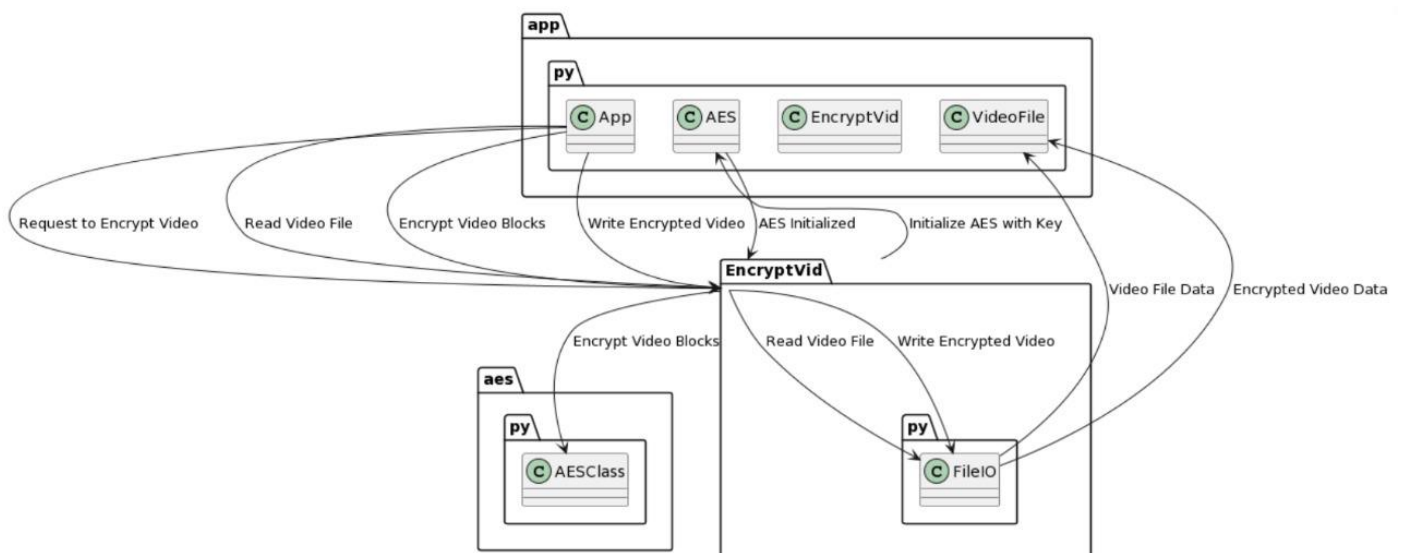 app
py
C App
C AES
C EncryptVid
C VideoFile
Request to Encrypt Video
Read Video File
Encrypt Video Blocks
Write Encrypted Video
AES Initialized
Initialize AES with Key
EncryptVid
Video File Data
Encrypted Video Data
Encrypt Video Blocks
Read Video File
Write Encrypted Video
aes
py
C AESClass
py
C FileIO